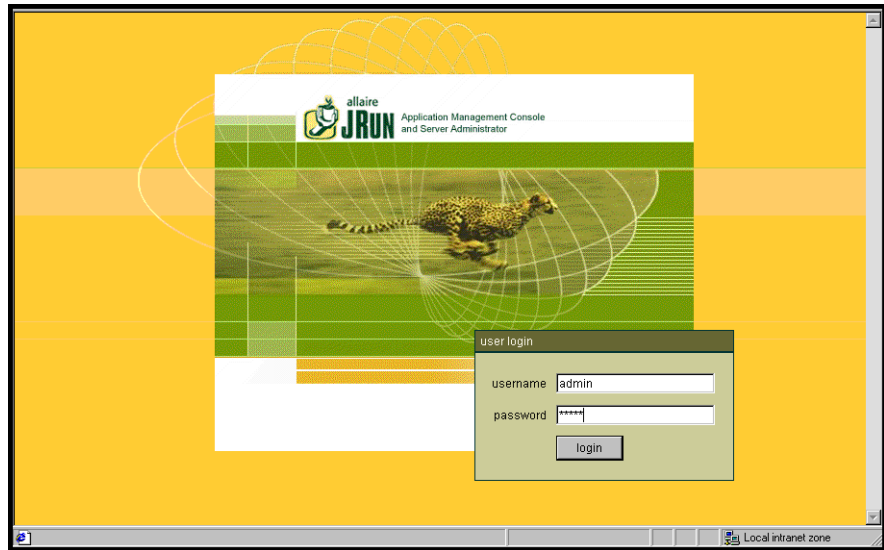 allaire
JRUN
Application Management Console
and Server Administrator
user login
username admin
password *****
login
Local intranet zone